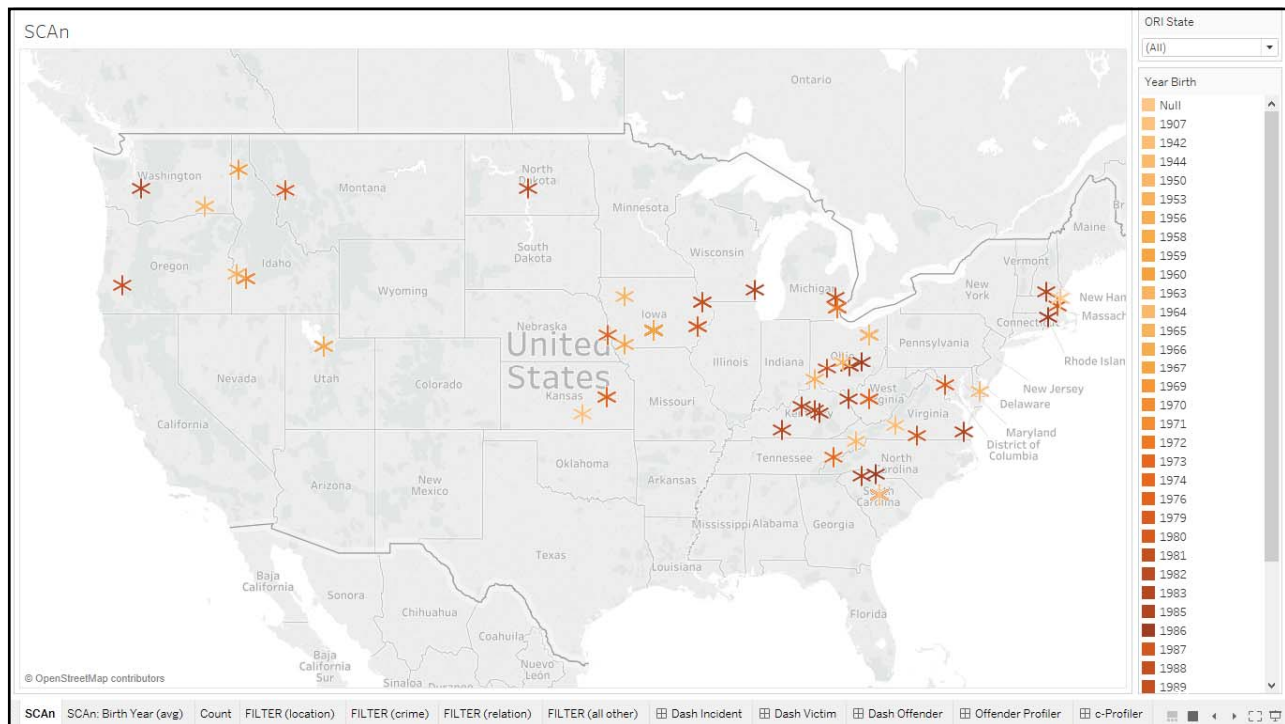 SCAn
ORI State
(All)
Year Birth
Null
1907
1942
1944
1950
1953
1956
1958
1959
1960
1963
1964
1965
1966
1967
1969
1970
1971
1972
1973
1974
1976
1979
1980
1981
1982
1983
1985
1986
1987
1988
1989
Ontario
Washington
Montana
North
Dakota
Minnesota
Maine
Br
Vermont
Oregon
Idaho
South
Dakota
Wisconsin
Michigan
Wyoming
New
York
New Ham
Massach
Connecticut
Rhode Islan
Iowa
Nebraska
United
States
Illinois
Indiana
Ohio
Pennsylvania
Nevada
Utah
Colorado
Kansas
Missouri
West
Virginia
New Jersey
Delaware
California
Kentucky
Virginia
Maryland
District of
Columbia
Tennessee
North
Carolina
Oklahoma
Arkansas
Arizona
New
Mexico
South
Carolina
Mississippi
Alabama
Georgia
Texas
Louisiana
Baja
California
Sonora
Chihuahua
Florida
Coahuila
Baja
California
Sur
Sinaloa
Durango
Nuevo
León
© OpenStreetMap contributors
SCAn SCAn: Birth Year (avg) Count FILTER (location) FILTER (crime) FILTER (relation) FILTER (all other) Dash Incident Dash Victim Dash Offender Offender Profiler c-Profiler